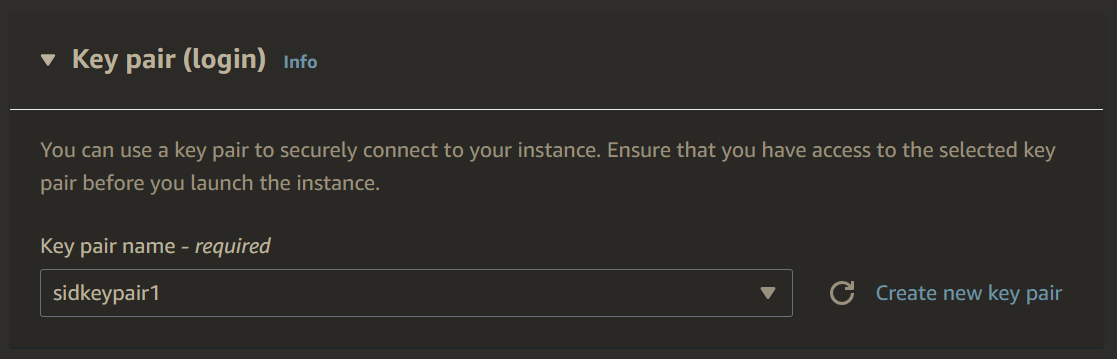 Key pair (login) Info
You can use a key pair to securely connect to your instance. Ensure that you have access to the selected key
pair before you launch the instance.
Key pair name - required
sidkeypair1 Create new key pair